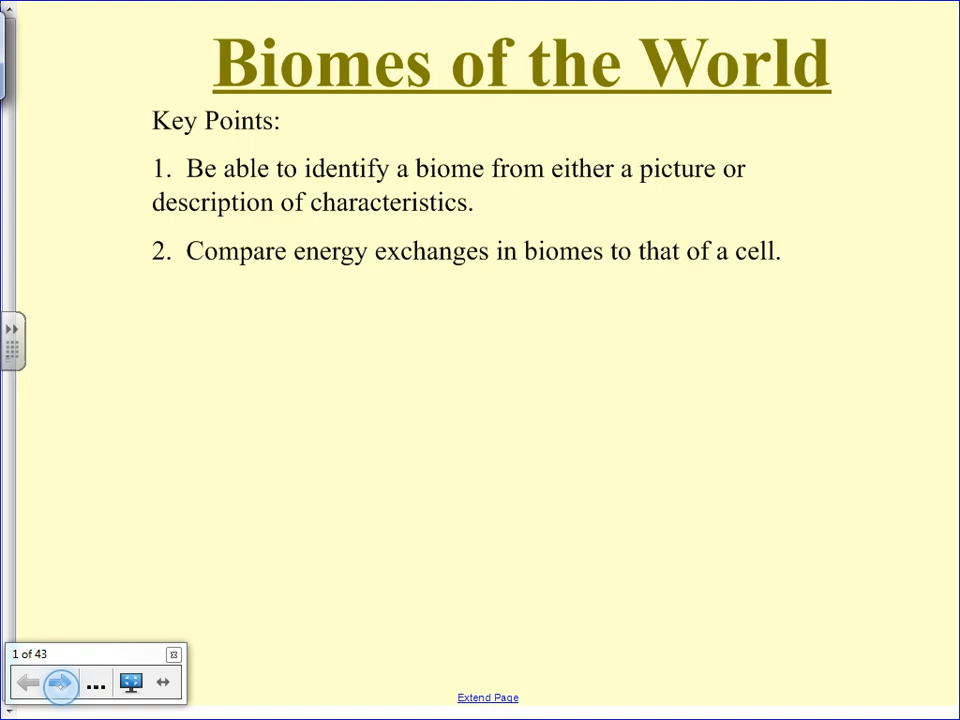 Biomes of the World
Key Points:
1. Be able to identify a biome from either a picture or
description of characteristics.
2. Compare energy exchanges in biomes to that of a cell.
1 of 43
Extend Page